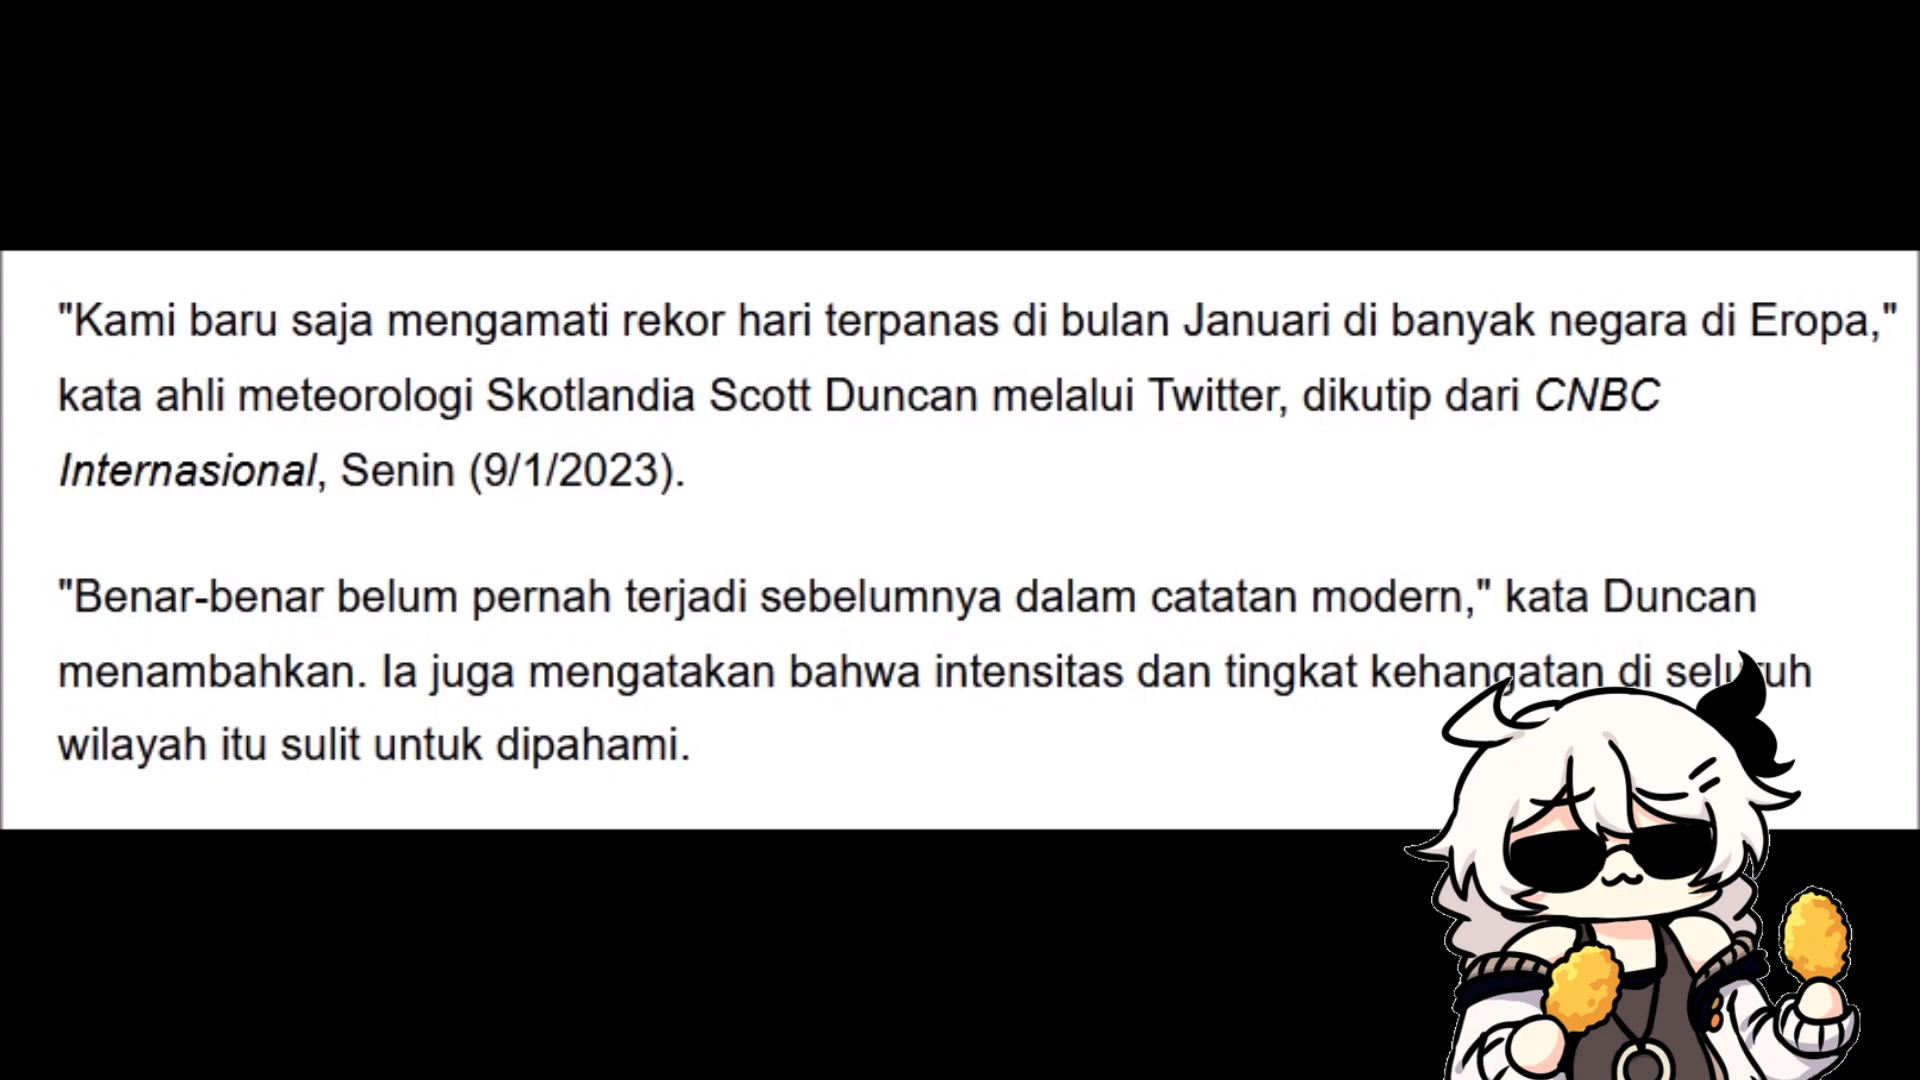 "Kami baru saja mengamati rekor hari terpanas di bulan Januari di banyak negara di Eropa,"
kata ahli meteorologi Skotlandia Scott Duncan melalui Twitter, dikutip dari CNBC
Internasional, Senin (9/1/2023).
"Benar-benar belum pernah terjadi sebelumnya dalam catatan modern," kata Duncan
menambahkan. Ia juga mengatakan bahwa intensitas dan tingkat kehangatan di seluruh
wilayah itu sulit untuk dipahami.